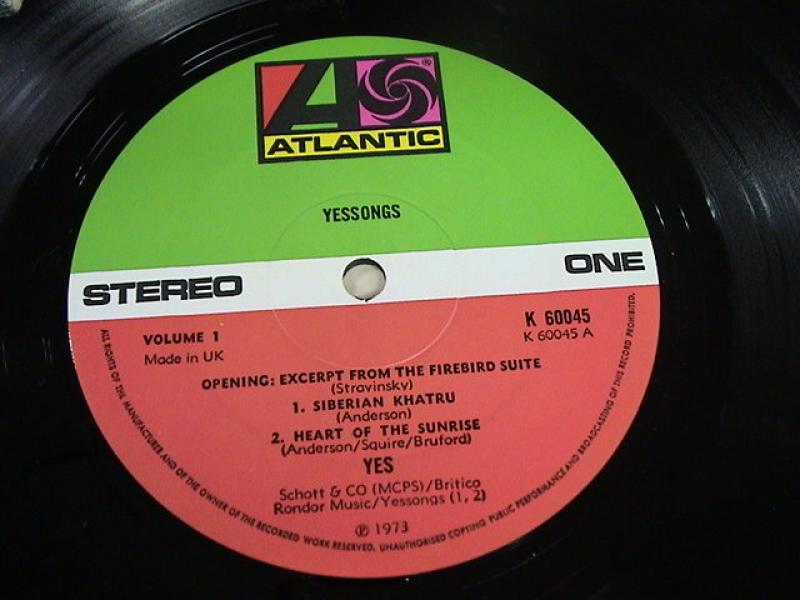 ATLANTIC
®
YESSONGS
STEREO
ONE
VOLUME 1
Made in UK
K 60045
K 60045 A
OPENING: EXCERPT FROM THE FIREBIRD SUITE
(Stravinsky)
1. SIBERIAN KHATRU
(Anderson)
2. HEART OF THE SUNRISE
(Anderson/Squire/Bruford)
YES
Schott & CO (MCPS)/Britico
Rondor Music/Yessongs (1, 2)
℗ 1973
ALL RIGHTS OF THE MANUFACTURER AND OF THE OWNER OF THE RECORDED WORK RESERVED. UNAUTHORISED COPYING PUBLIC PERFORMANCE AND BROADCASTING OF THIS RECORD PROHIBITED.